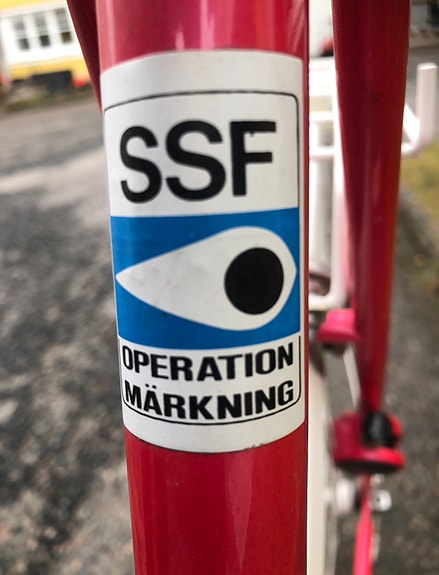 SSF
OPERATION
MÄRKNING